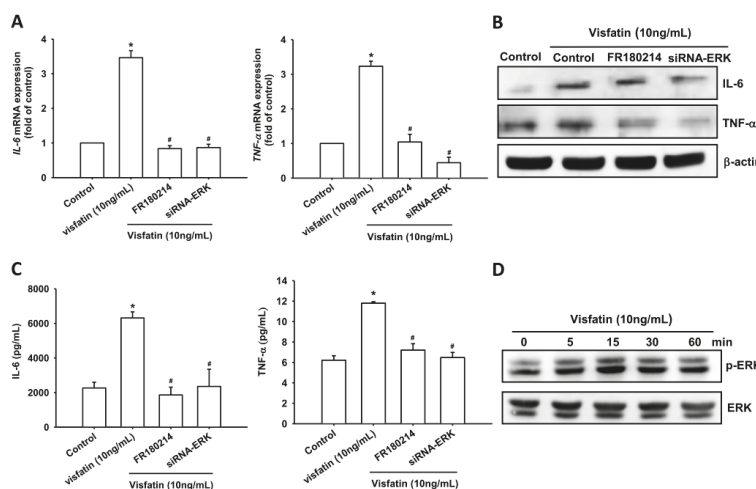 A
IL-6 mRNA expression
(fold of control)
4
3
2
1
0
*
#
#
Control
visfatin (10ng/mL)
FR180214
siRNA-ERK
Visfatin (10ng/mL)
TNF-α mRNA expression
(fold of control)
4
3
2
1
0
*
#
#
Control
visfatin (10ng/mL)
FR180214
siRNA-ERK
Visfatin (10ng/mL)
B
Visfatin (10ng/mL)
Control Control FR180214 siRNA-ERK
IL-6
TNF-α
β-actin
C
IL-6
(pg/mL)
8000
6000
4000
2000
0
*
#
#
Control
visfatin (10ng/mL)
FR180214
siRNA-ERK
Visfatin (10ng/mL)
TNF-α
(pg/mL)
14
12
10
8
6
4
2
0
*
#
#
Control
visfatin (10ng/mL)
FR180214
siRNA-ERK
Visfatin (10ng/mL)
D
Visfatin (10ng/mL)
0 5 15 30 60 min
p-ERK
ERK